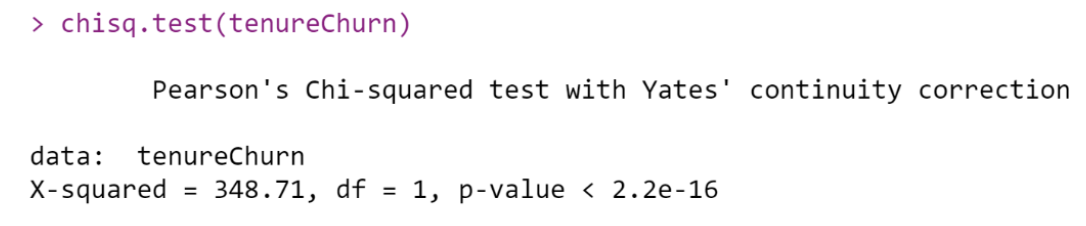 > chisq.test(tenureChurn)
Pearson's Chi-squared test with Yates' continuity correction
data:  tenureChurn
X-squared = 348.71, df = 1, p-value < 2.2e-16